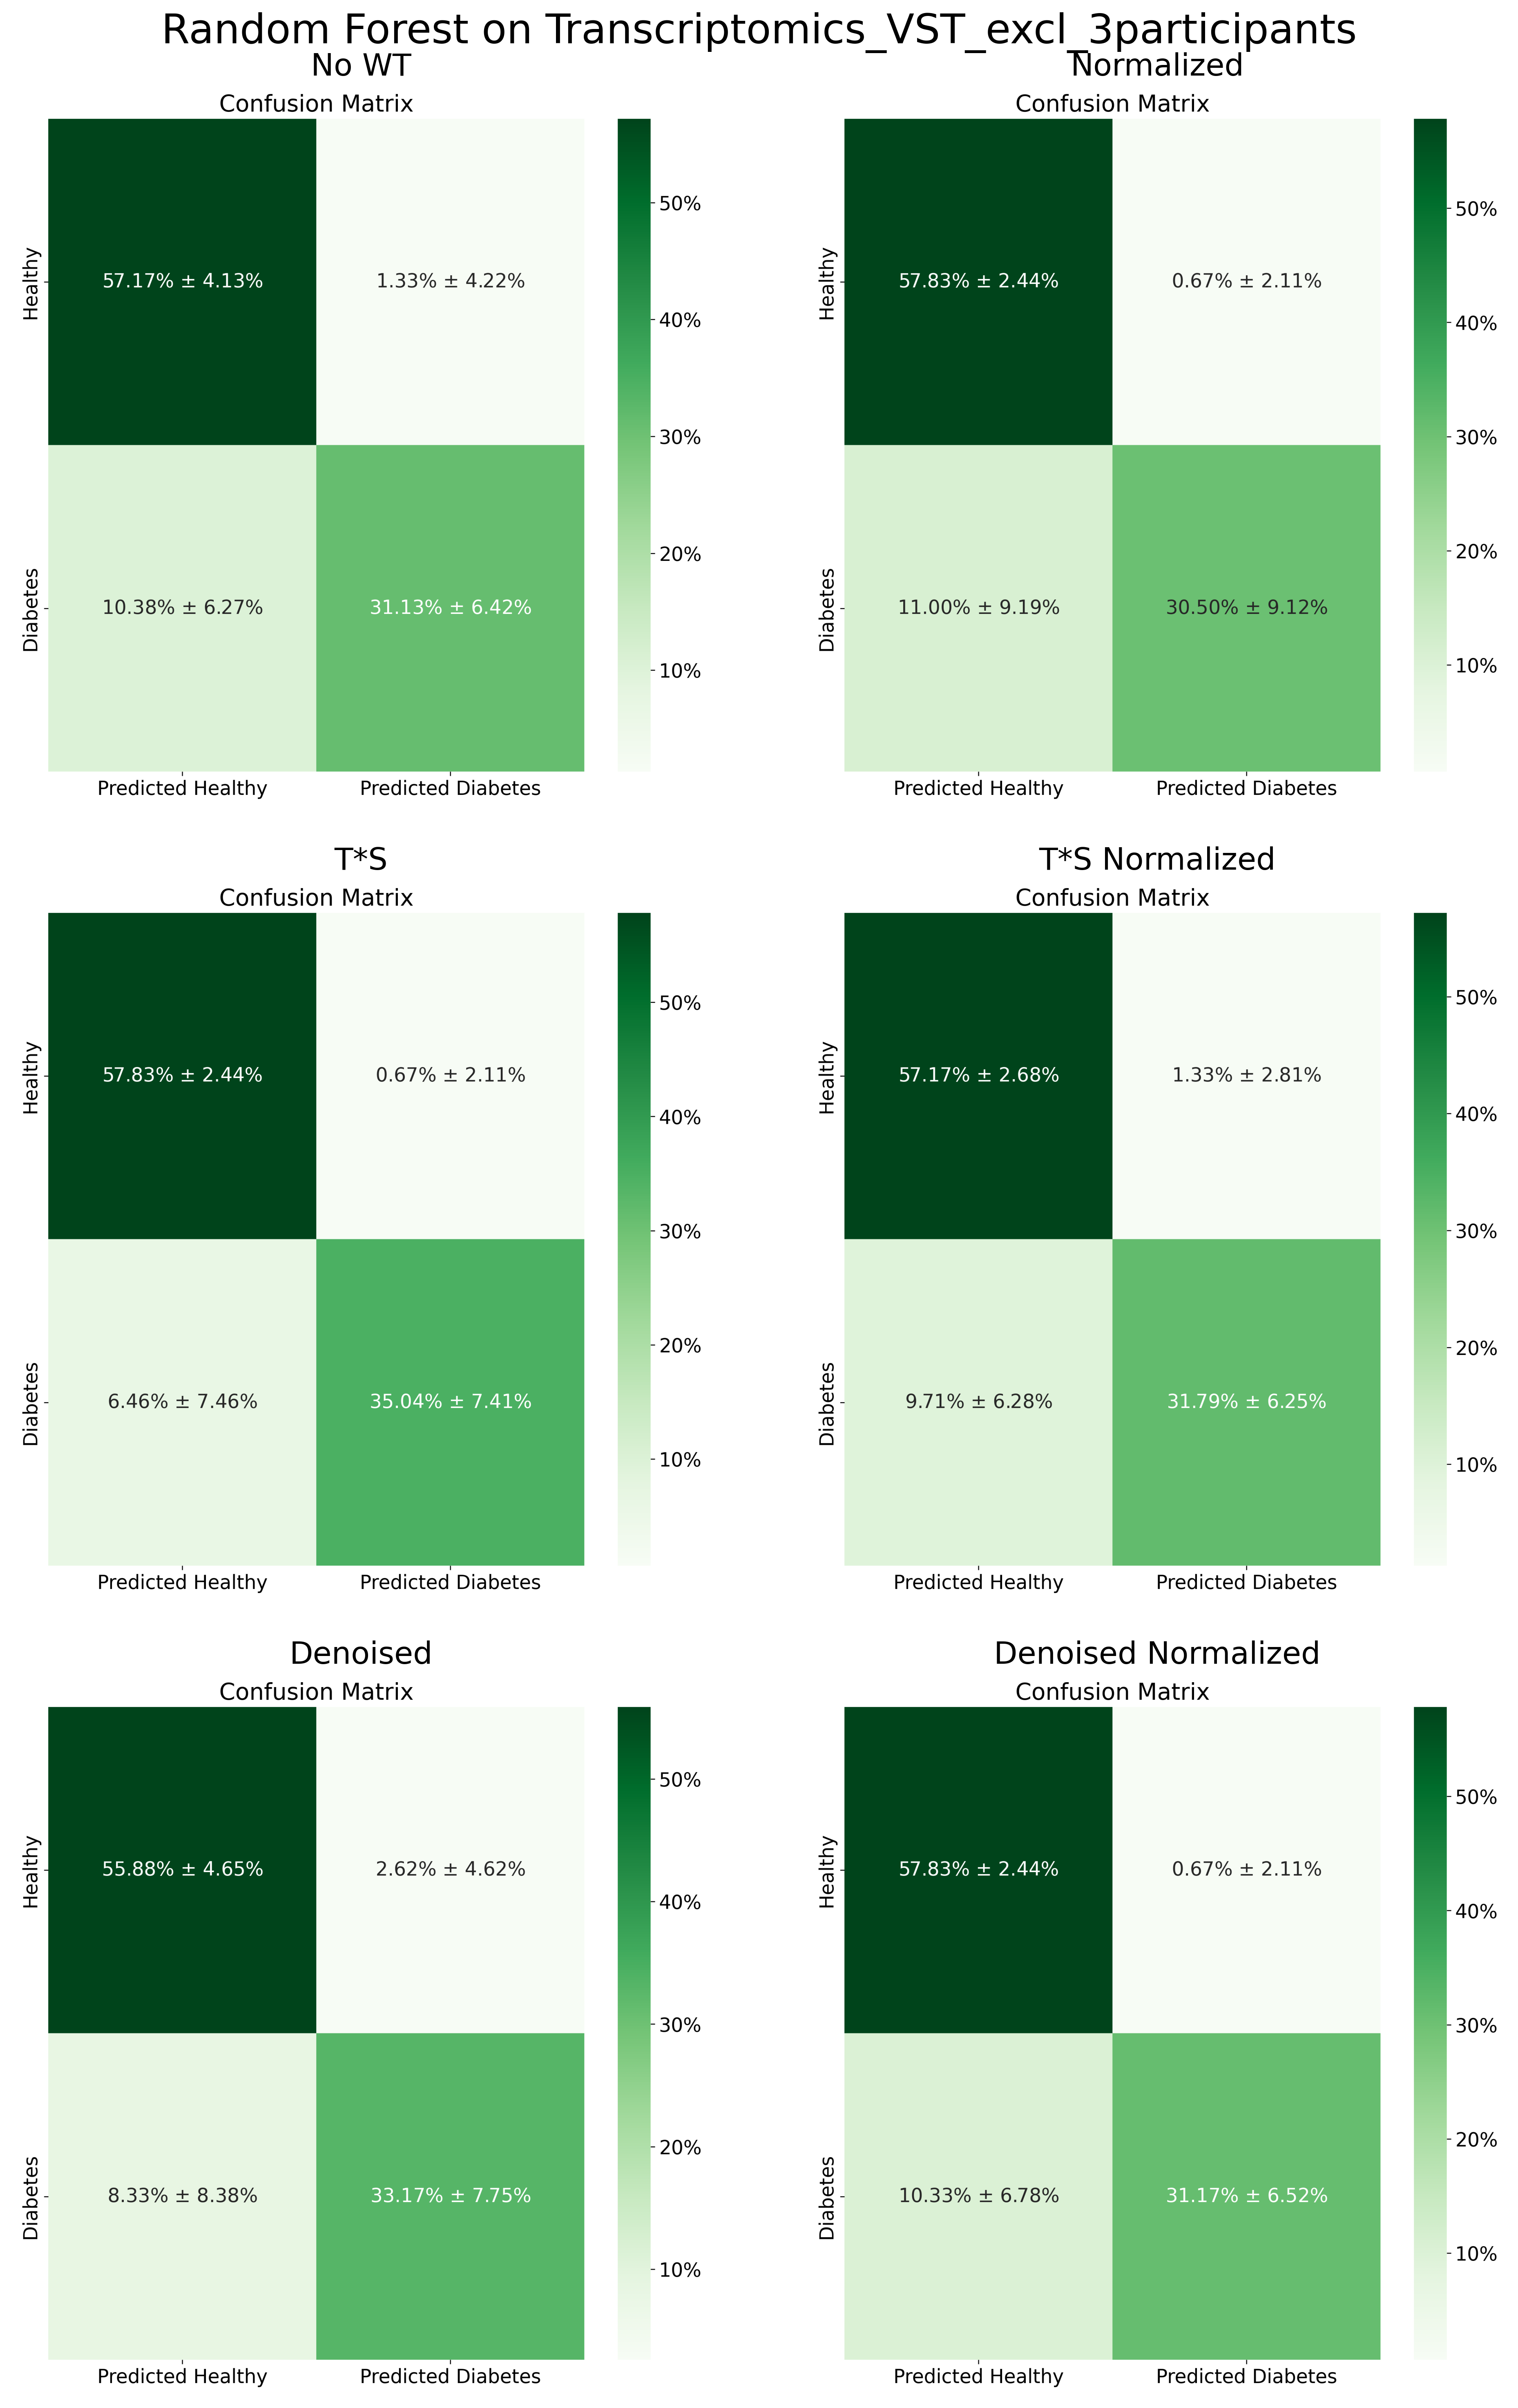 Random Forest on Transcriptomics_VST_excl_3participants
No WT
Confusion Matrix
57.17% ± 4.13%
1.33% ± 4.22%
10.38% ± 6.27%
31.13% ± 6.42%
Healthy
Diabetes
Predicted Healthy
Predicted Diabetes
50%
40%
30%
20%
10%
Normalized
Confusion Matrix
57.83% ± 2.44%
0.67% ± 2.11%
11.00% ± 9.19%
30.50% ± 9.12%
Healthy
Diabetes
Predicted Healthy
Predicted Diabetes
50%
40%
30%
20%
10%
T*S
Confusion Matrix
57.83% ± 2.44%
0.67% ± 2.11%
6.46% ± 7.46%
35.04% ± 7.41%
Healthy
Diabetes
Predicted Healthy
Predicted Diabetes
50%
40%
30%
20%
10%
T*S Normalized
Confusion Matrix
57.17% ± 2.68%
1.33% ± 2.81%
9.71% ± 6.28%
31.79% ± 6.25%
Healthy
Diabetes
Predicted Healthy
Predicted Diabetes
50%
40%
30%
20%
10%
Denoised
Confusion Matrix
55.88% ± 4.65%
2.62% ± 4.62%
8.33% ± 8.38%
33.17% ± 7.75%
Healthy
Diabetes
Predicted Healthy
Predicted Diabetes
50%
40%
30%
20%
10%
Denoised Normalized
Confusion Matrix
57.83% ± 2.44%
0.67% ± 2.11%
10.33% ± 6.78%
31.17% ± 6.52%
Healthy
Diabetes
Predicted Healthy
Predicted Diabetes
50%
40%
30%
20%
10%